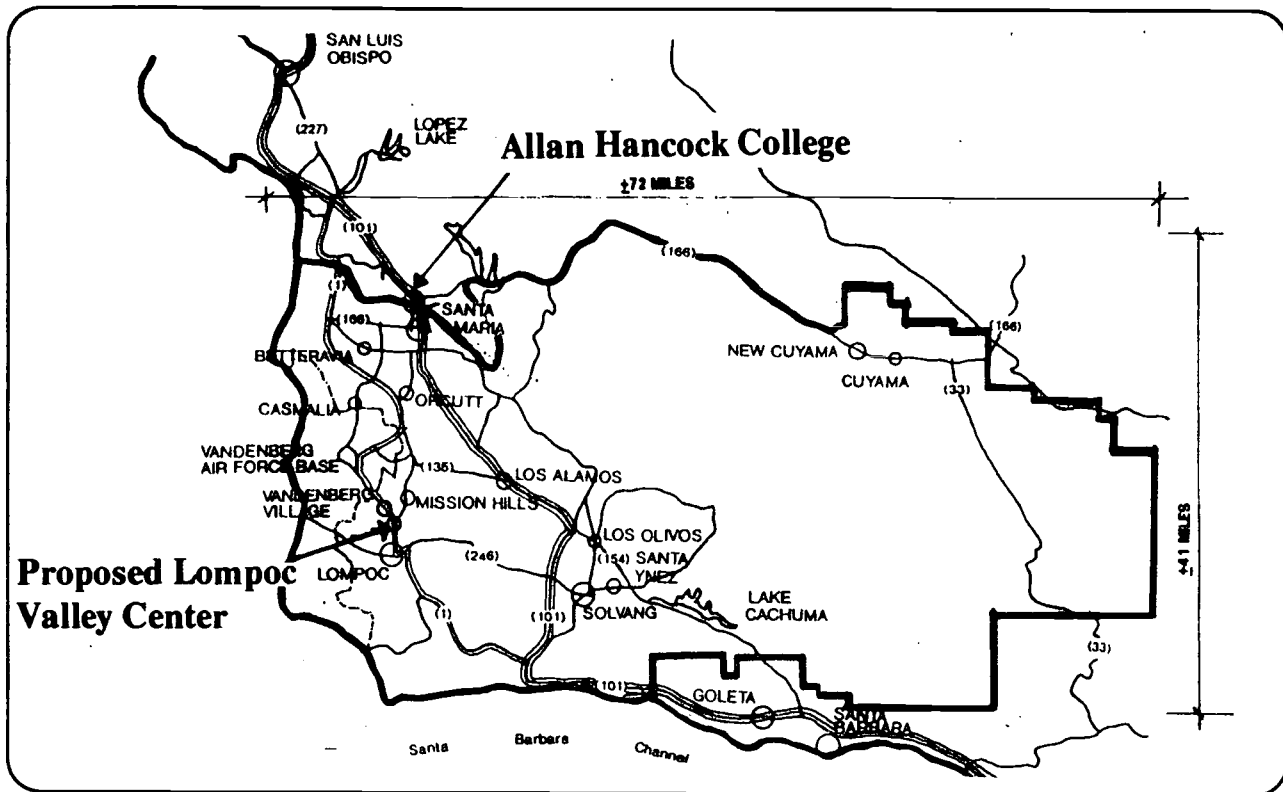 SAN LUIS
OBISPO
(227)
LOPEZ
LAKE
Allan Hancock College
±72 MILES
(101)
(166)
(1)
SANTA
MARIA
(166)
(166)
BETTERAVIA
NEW CUYAMA
CUYAMA
(33)
CASMALIA
ORCUTT
VANDENBERG
AIR FORCE BASE
(135)
LOS ALAMOS
VANDENBERG
VILLAGE
MISSION HILLS
±41 MILES
LOS OLIVOS
(246)
(154)
SANTA
YNEZ
Proposed Lompoc
Valley Center
LOMPOC
SOLVANG
LAKE
CACHUMA
(1)
(101)
(33)
(101)
GOLETA
SANTA
BARBARA
Santa Barbara Channel